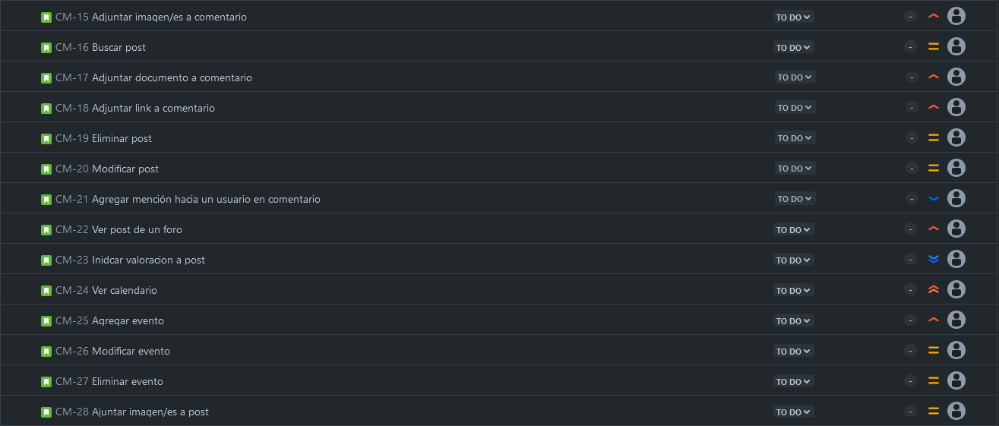 CM-15 Adjuntar imagen/es a comentario TO DO -
CM-16 Buscar post TO DO -
CM-17 Adjuntar documento a comentario TO DO -
CM-18 Adjuntar link a comentario TO DO -
CM-19 Eliminar post TO DO -
CM-20 Modificar post TO DO -
CM-21 Agregar mención hacia un usuario en comentario TO DO -
CM-22 Ver post de un foro TO DO -
CM-23 Inidcar valoracion a post TO DO -
CM-24 Ver calendario TO DO -
CM-25 Agregar evento TO DO -
CM-26 Modificar evento TO DO -
CM-27 Eliminar evento TO DO -
CM-28 Ajuntar imagen/es a post TO DO -